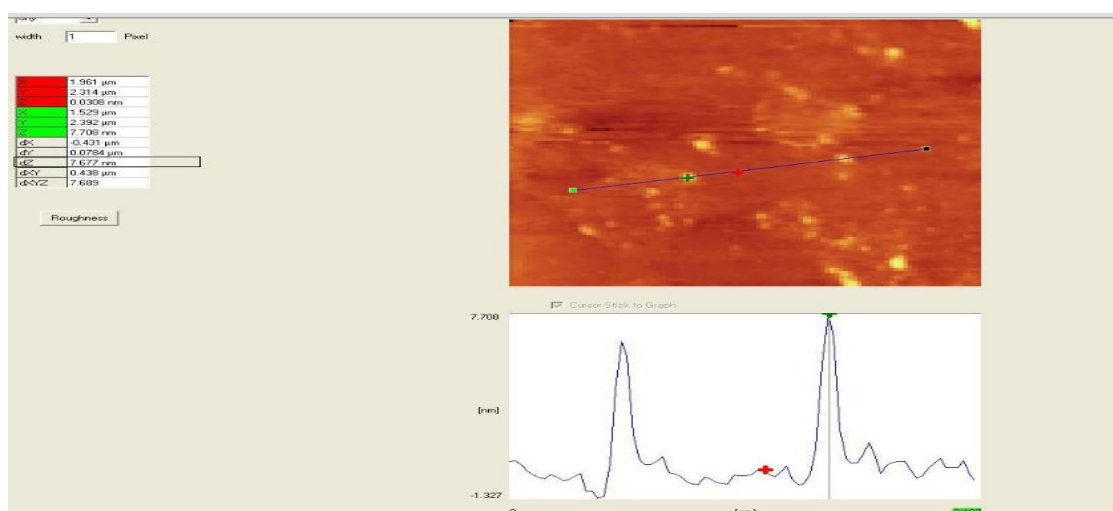 width 1 Pixel
X 1.961 µm
Y 2.314 µm
Z 0.0308 nm
X 1.529 µm
Y 2.392 µm
Z 7.708 nm
dX -0.431 µm
dY 0.0784 µm
dZ 7.677 nm
dXY 0.438 µm
dXYZ 7.689
Roughness
Cursor Stick to Graph
7.708
[nm]
-1.327